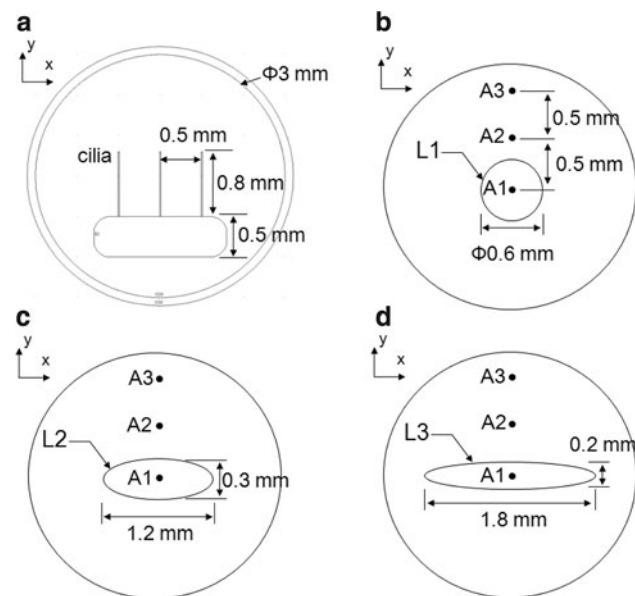 a
y
x
Φ3 mm
0.5 mm
cilia
0.8 mm
0.5 mm
b
y
x
A3
0.5 mm
A2
L1
0.5 mm
A1
Φ0.6 mm
c
y
x
A3
A2
L2
A1
0.3 mm
1.2 mm
d
y
x
A3
A2
L3
0.2 mm
A1
1.8 mm